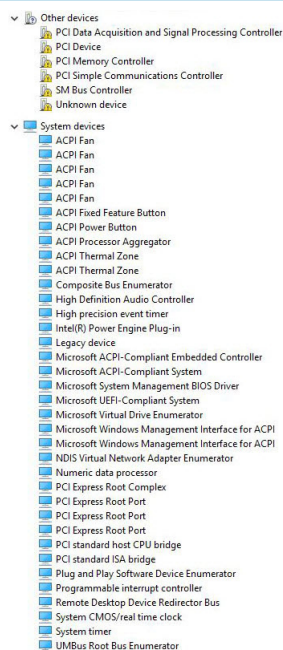 Other devices
PCI Data Acquisition and Signal Processing Controller
PCI Device
PCI Memory Controller
PCI Simple Communications Controller
SM Bus Controller
Unknown device
System devices
ACPI Fan
ACPI Fan
ACPI Fan
ACPI Fan
ACPI Fan
ACPI Fixed Feature Button
ACPI Power Button
ACPI Processor Aggregator
ACPI Thermal Zone
ACPI Thermal Zone
Composite Bus Enumerator
High Definition Audio Controller
High precision event timer
Intel(R) Power Engine Plug-in
Legacy device
Microsoft ACPI-Compliant Embedded Controller
Microsoft ACPI-Compliant System
Microsoft System Management BIOS Driver
Microsoft UEFI-Compliant System
Microsoft Virtual Drive Enumerator
Microsoft Windows Management Interface for ACPI
Microsoft Windows Management Interface for ACPI
NDIS Virtual Network Adapter Enumerator
Numeric data processor
PCI Express Root Complex
PCI Express Root Port
PCI Express Root Port
PCI Express Root Port
PCI standard host CPU bridge
PCI standard ISA bridge
Plug and Play Software Device Enumerator
Programmable interrupt controller
Remote Desktop Device Redirector Bus
System CMOS/real time clock
System timer
UMBus Root Bus Enumerator